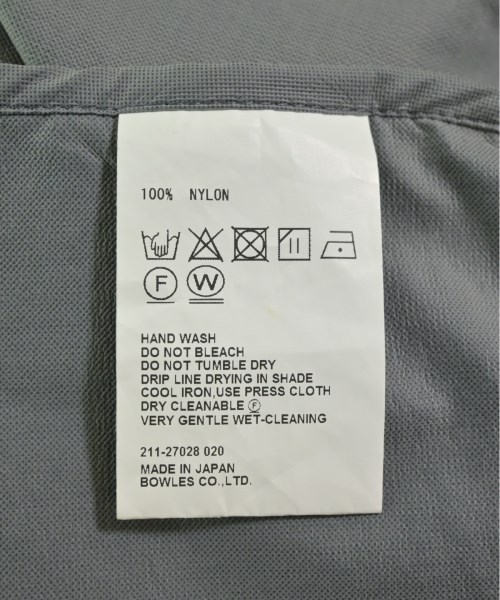 100% NYLON
F W
HAND WASH
DO NOT BLEACH
DO NOT TUMBLE DRY
DRIP LINE DRYING IN SHADE
COOL IRON,USE PRESS CLOTH
DRY CLEANABLE Ⓕ
VERY GENTLE WET-CLEANING
211-27028 020
MADE IN JAPAN
BOWLES CO.,LTD.